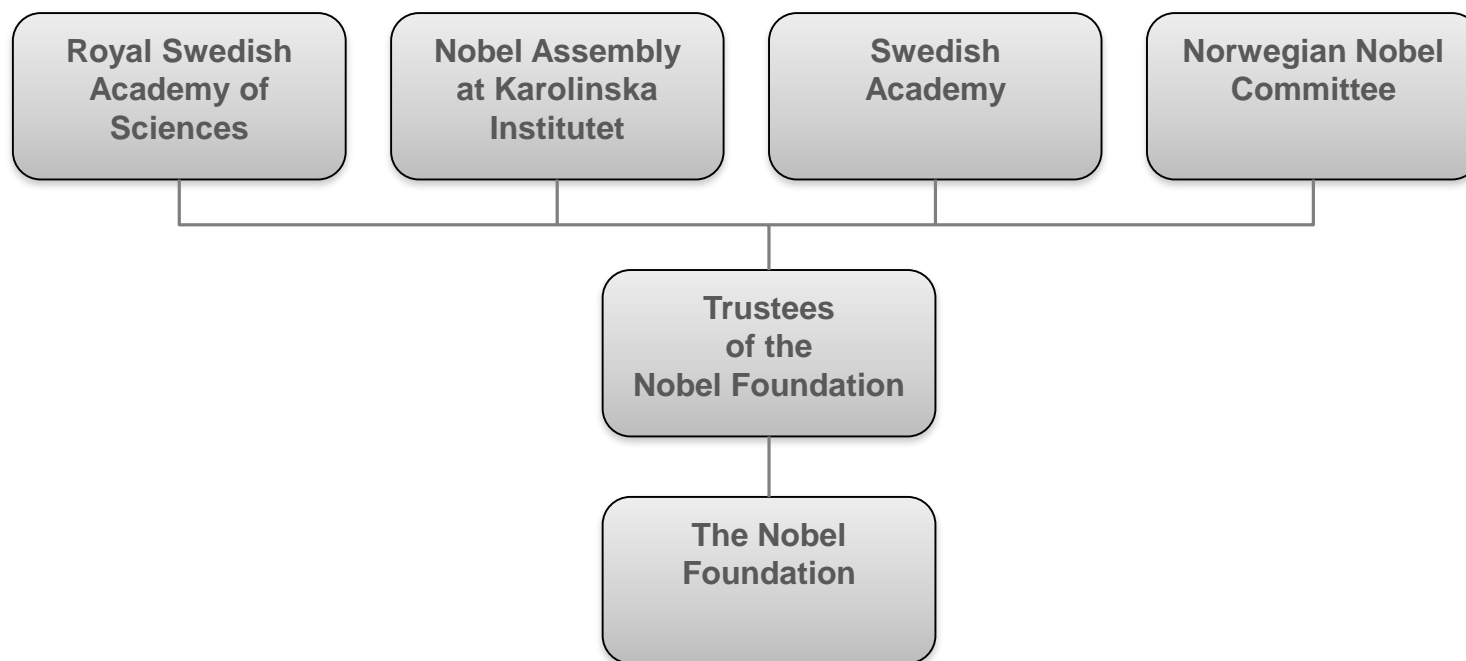 Royal Swedish
Academy of
Sciences
Nobel Assembly
at Karolinska
Institutet
Swedish
Academy
Norwegian Nobel
Committee
Trustees
of the
Nobel Foundation
The Nobel
Foundation